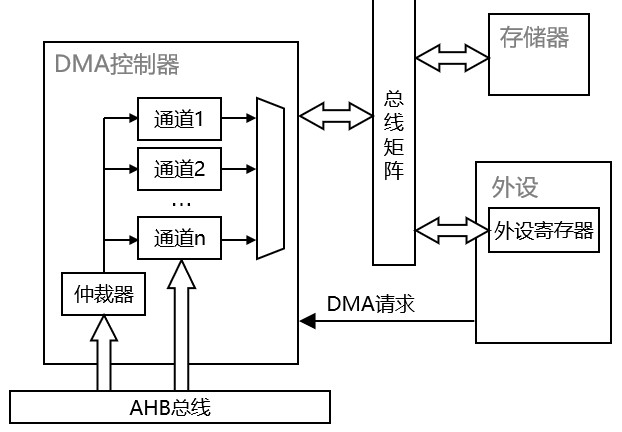 DMA控制器
通道1
通道2
...
通道n
仲裁器
总线矩阵
存储器
外设
外设寄存器
DMA请求
AHB总线